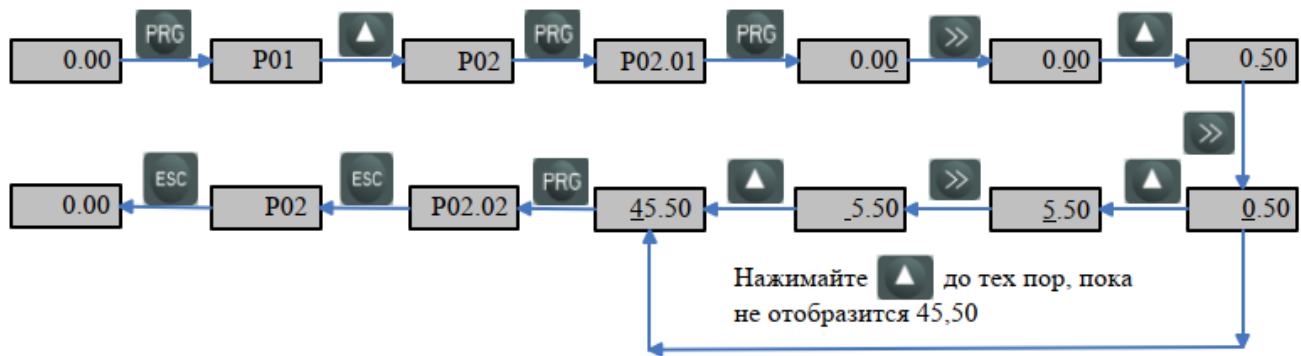 PRG PRG PRG
0.00 P01 P02 P02.01 0.00 0.00 0.50
ESC ESC PRG
0.00 P02 P02.02 45.50 5.50 5.50 0.50
Нажимайте до тех пор, пока
не отобразится 45,50